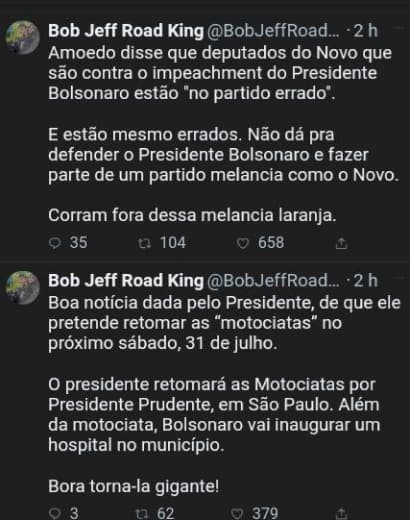 Bob Jeff Road King @BobJeffRoad... · 2 h
Amoedo disse que deputados do Novo que
são contra o impeachment do Presidente
Bolsonaro estão "no partido errado".
E estão mesmo errados. Não dá pra
defender o Presidente Bolsonaro e fazer
parte de um partido melancia como o Novo.
Corram fora dessa melancia laranja.
35 104 658
Bob Jeff Road King @BobJeffRoad... · 2 h
Boa notícia dada pelo Presidente, de que ele
pretende retomar as “motociatas” no
próximo sábado, 31 de julho.
O presidente retomará as Motociatas por
Presidente Prudente, em São Paulo. Além
da motociata, Bolsonaro vai inaugurar um
hospital no município.
Bora torna-la gigante!
3 62 379